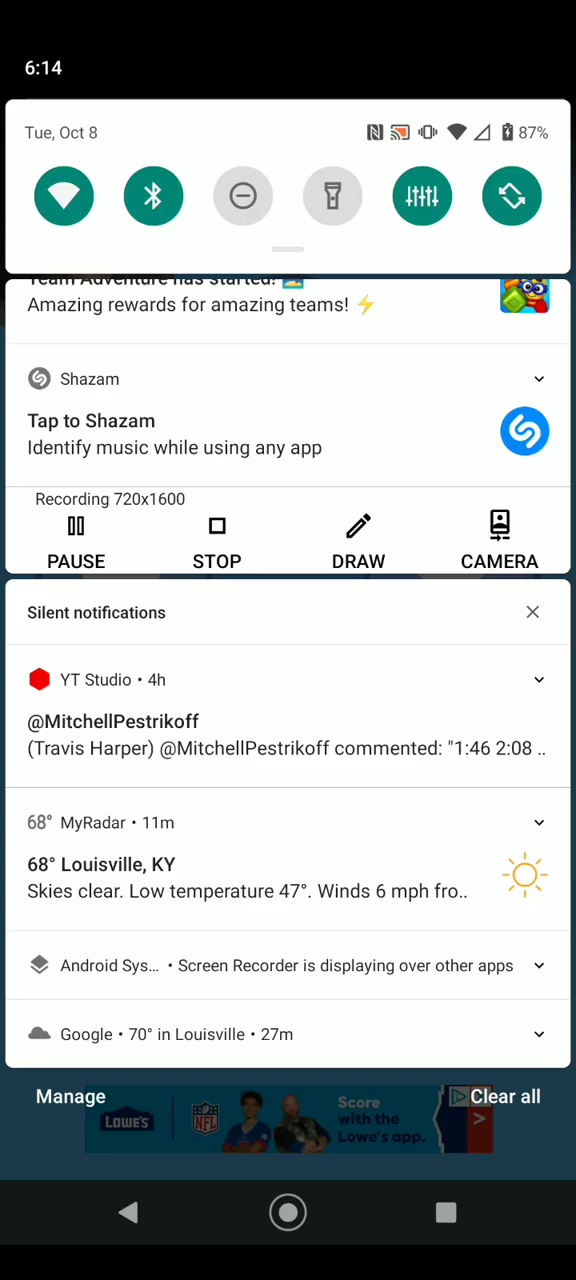 6:14
Tue, Oct 8
87%
Team Adventure has started! 🏝️
Amazing rewards for amazing teams! ⚡
Shazam
Tap to Shazam
Identify music while using any app
Recording 720x1600
PAUSE STOP DRAW CAMERA
Silent notifications
YT Studio • 4h
@MitchellPestrikoff
(Travis Harper) @MitchellPestrikoff commented: "1:46 2:08 ..
68° MyRadar • 11m
68° Louisville, KY
Skies clear. Low temperature 47°. Winds 6 mph fro..
Android Sys... • Screen Recorder is displaying over other apps
Google • 70° in Louisville • 27m
Manage
Clear all
LOWE'S
NFL
Score
with the
Lowe's app.